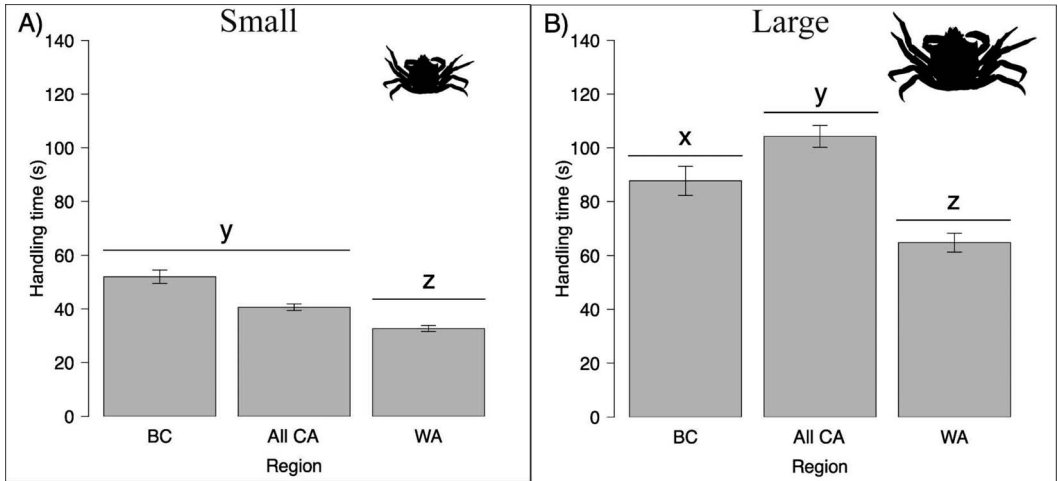 A) Small
140
120
100
80
60
40
20
0
Handling time (s)
y
z
BC All CA WA
Region
B) Large
140
120
100
80
60
40
20
0
Handling time (s)
x
y
z
BC All CA WA
Region